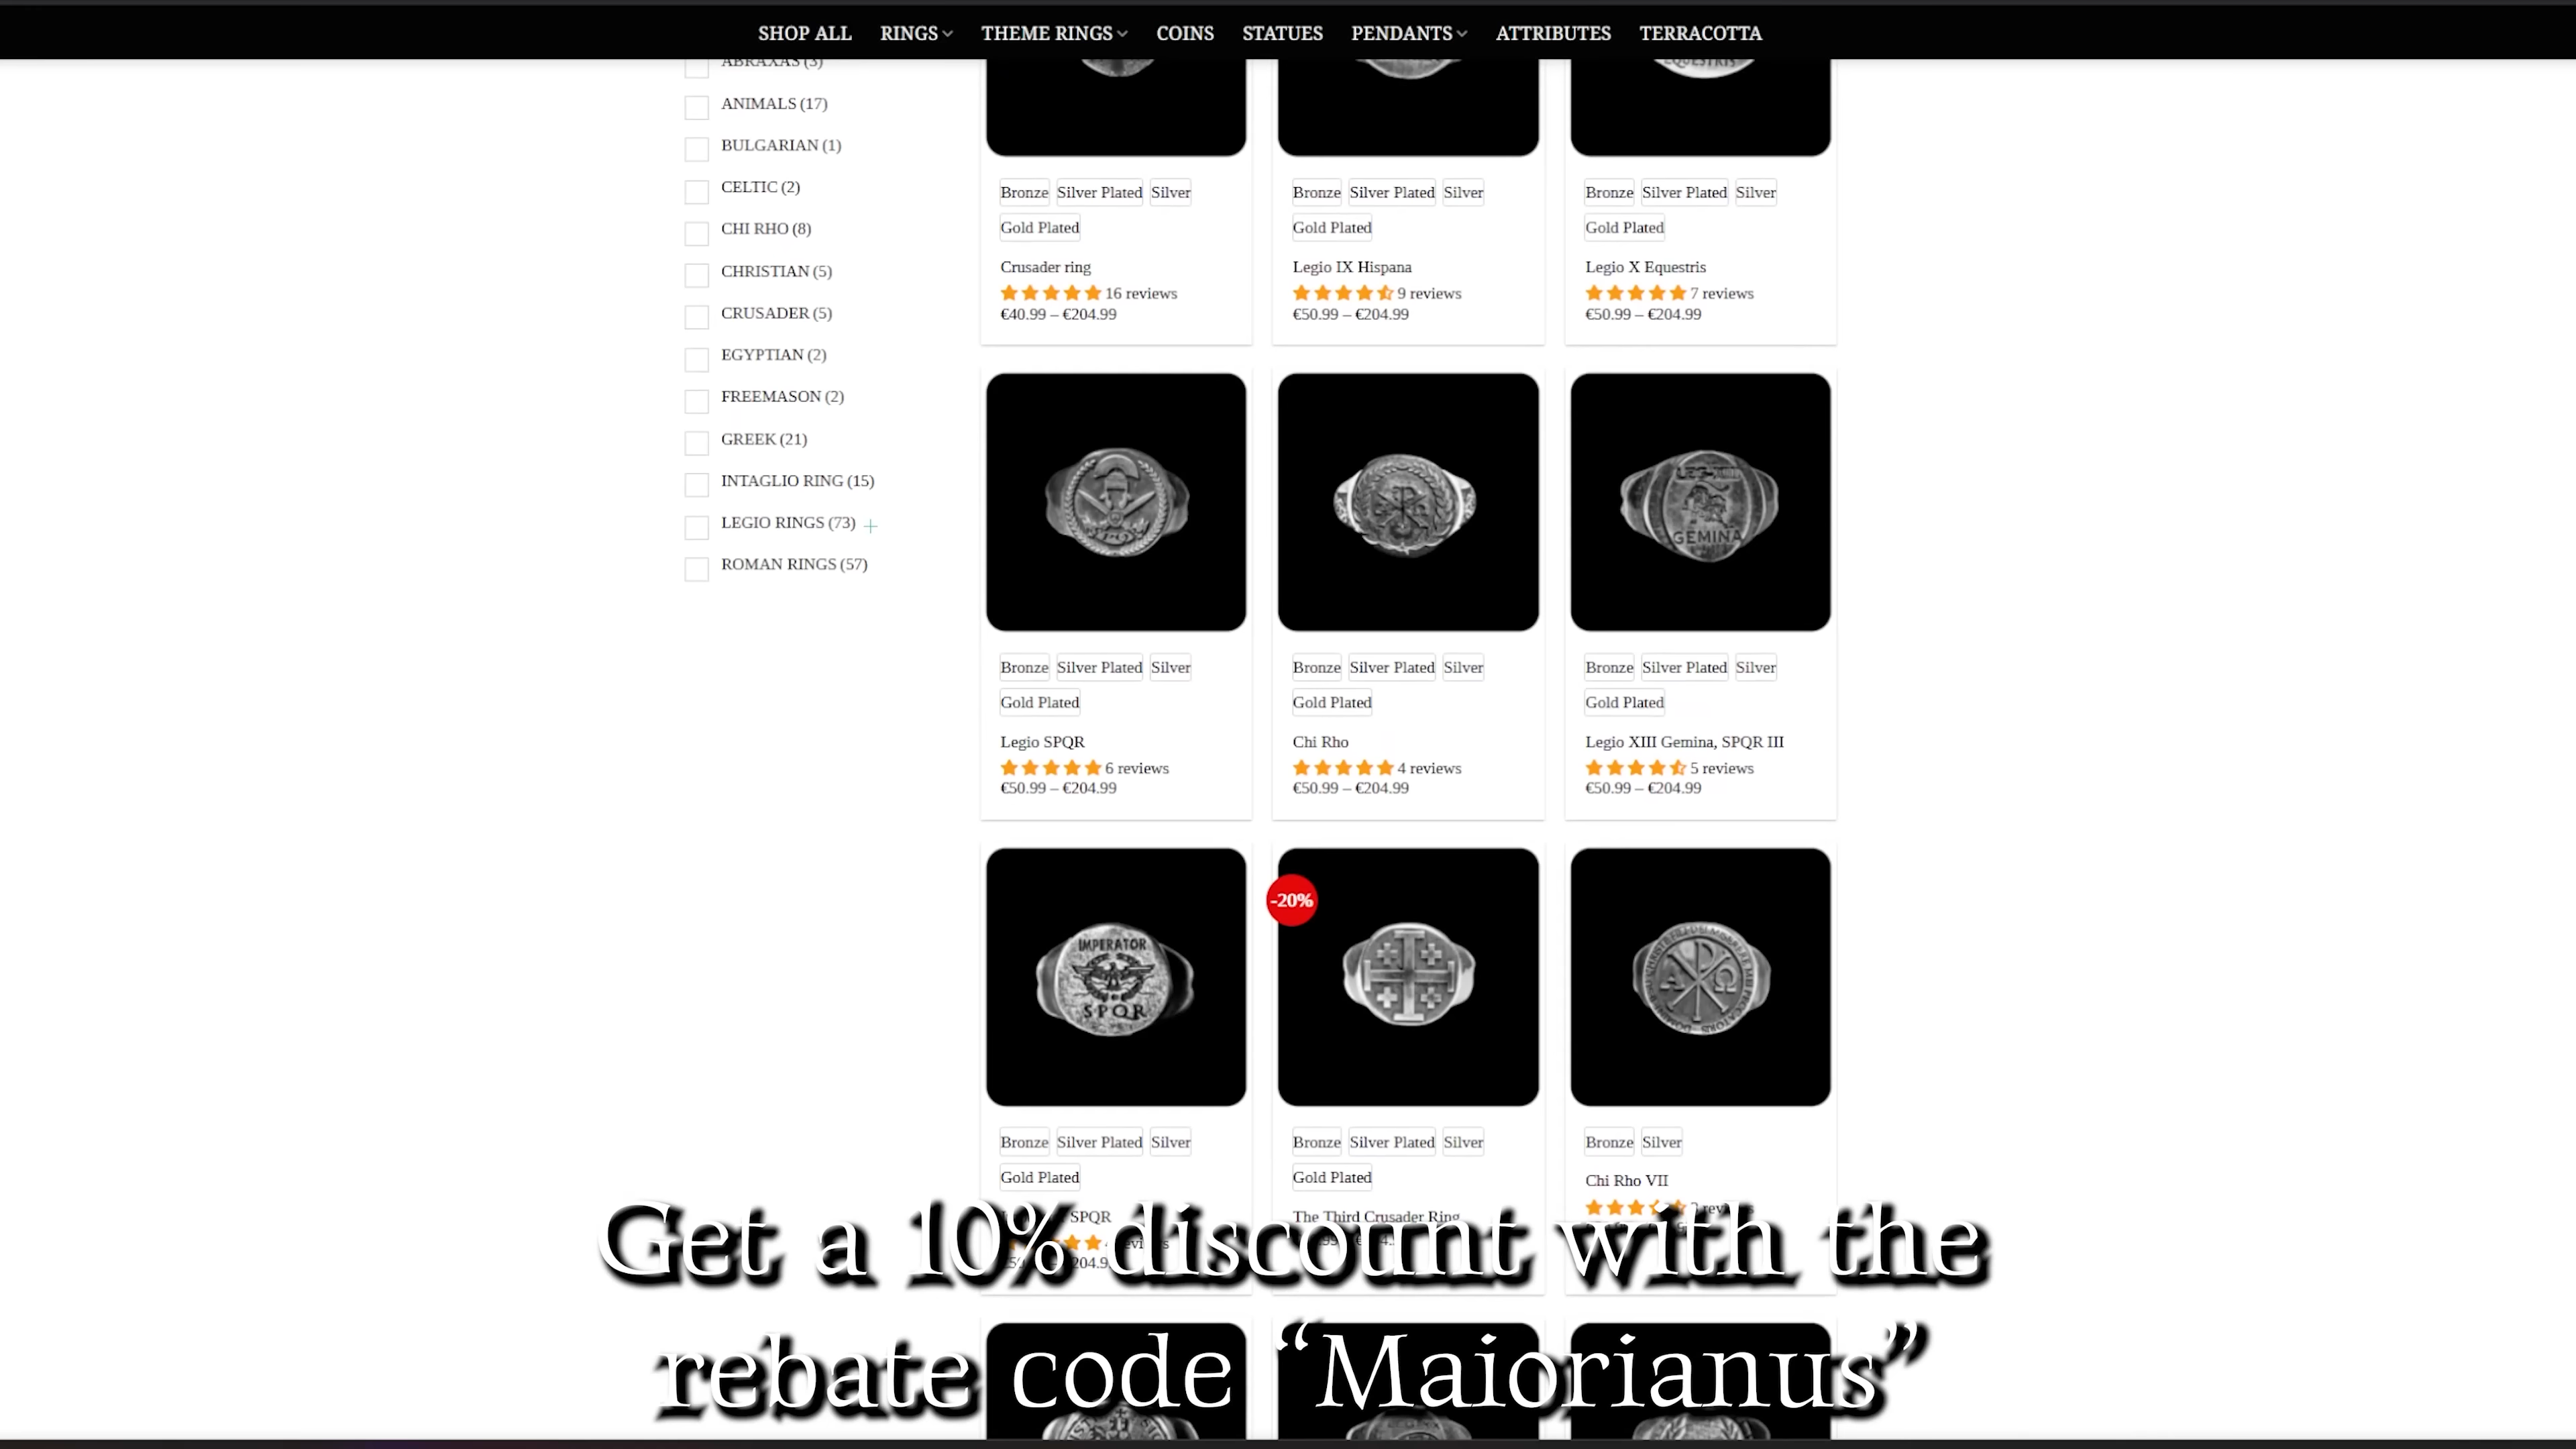 SHOP ALL RINGS THEME RINGS COINS STATUES PENDANTS ATTRIBUTES TERRACOTTA
ABRAXAS (3)
ANIMALS (17)
BULGARIAN (1)
CELTIC (2)
CHI RHO (8)
CHRISTIAN (5)
CRUSADER (5)
EGYPTIAN (2)
FREEMASON (2)
GREEK (21)
INTAGLIO RING (15)
LEGIO RINGS (73) +
ROMAN RINGS (57)
EQUESTRIS
Bronze Silver Plated Silver
Gold Plated
Crusader ring
16 reviews
€40.99 – €204.99
Bronze Silver Plated Silver
Gold Plated
Legio IX Hispana
9 reviews
€50.99 – €204.99
Bronze Silver Plated Silver
Gold Plated
Legio X Equestris
7 reviews
€50.99 – €204.99
Bronze Silver Plated Silver
Gold Plated
Legio SPQR
6 reviews
€50.99 – €204.99
Bronze Silver Plated Silver
Gold Plated
Chi Rho
4 reviews
€50.99 – €204.99
GEMINA
Bronze Silver Plated Silver
Gold Plated
Legio XIII Gemina, SPQR III
5 reviews
€50.99 – €204.99
IMPERATOR
SPQR
Bronze Silver Plated Silver
Gold Plated
SPQR
-20%
Bronze Silver Plated Silver
Gold Plated
The Third Crusader Ring
Α Ω
Bronze Silver
Chi Rho VII
Get a 10% discount with the
rebate code “Maiorianus”